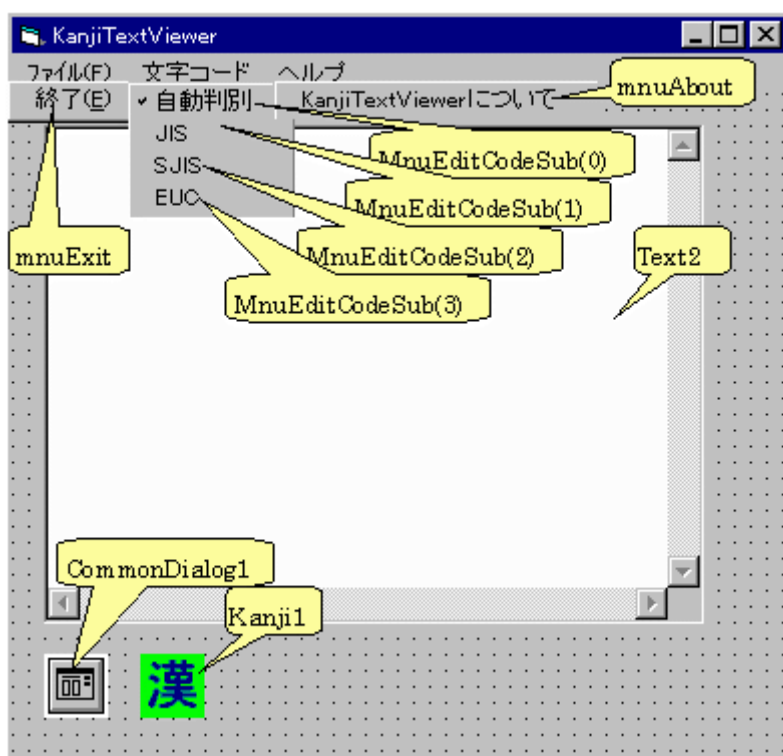 KanjiTextViewer
ファイル(F) 文字コード ヘルプ
終了(E) ✓ 自動判別 KanjiTextViewerについて mnuAbout
JIS MnuEditCodeSub(0)
SJIS
EUC MnuEditCodeSub(1)
mnuExit MnuEditCodeSub(2) Text2
MnuEditCodeSub(3)
CommonDialog1
Kanji1
漢